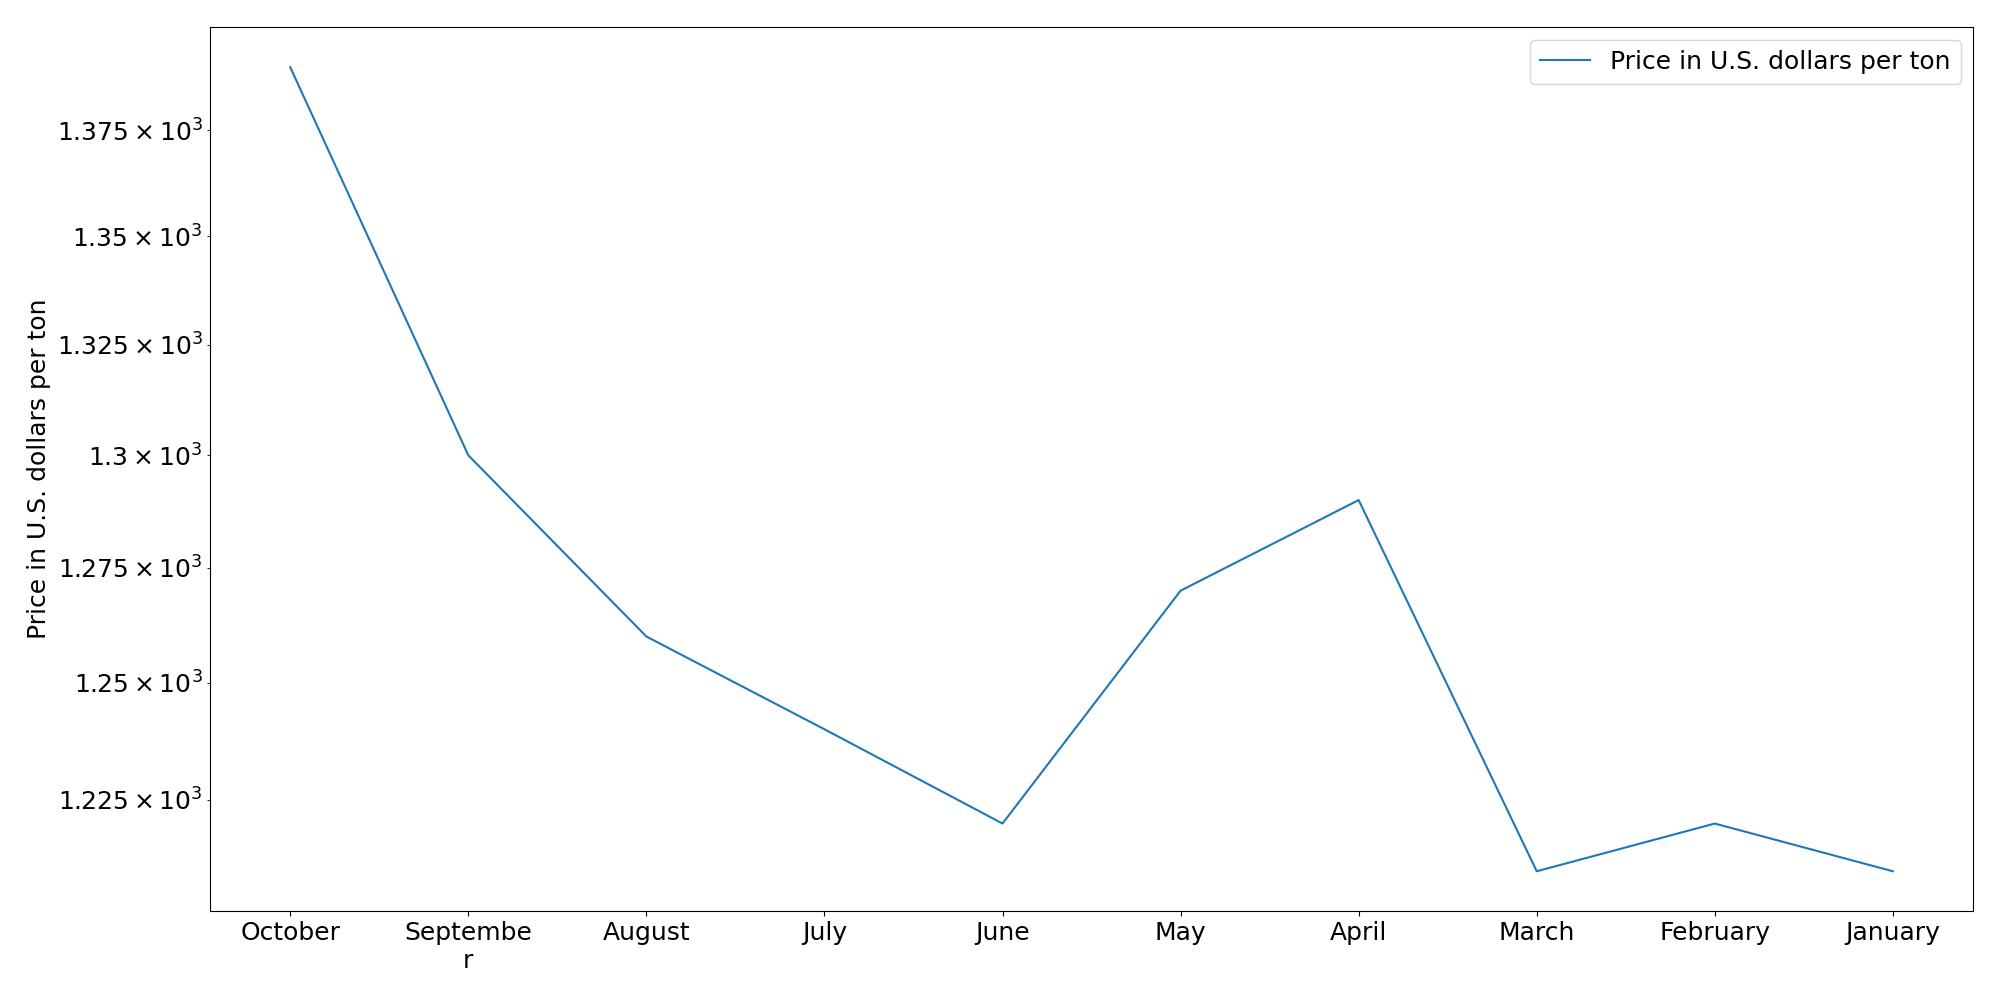 Price in U.S. dollars per ton
1.375 × 10³
1.35 × 10³
1.325 × 10³
1.3 × 10³
1.275 × 10³
1.25 × 10³
1.225 × 10³
Price in U.S. dollars per ton
October Septembe August July June May April March February January
r